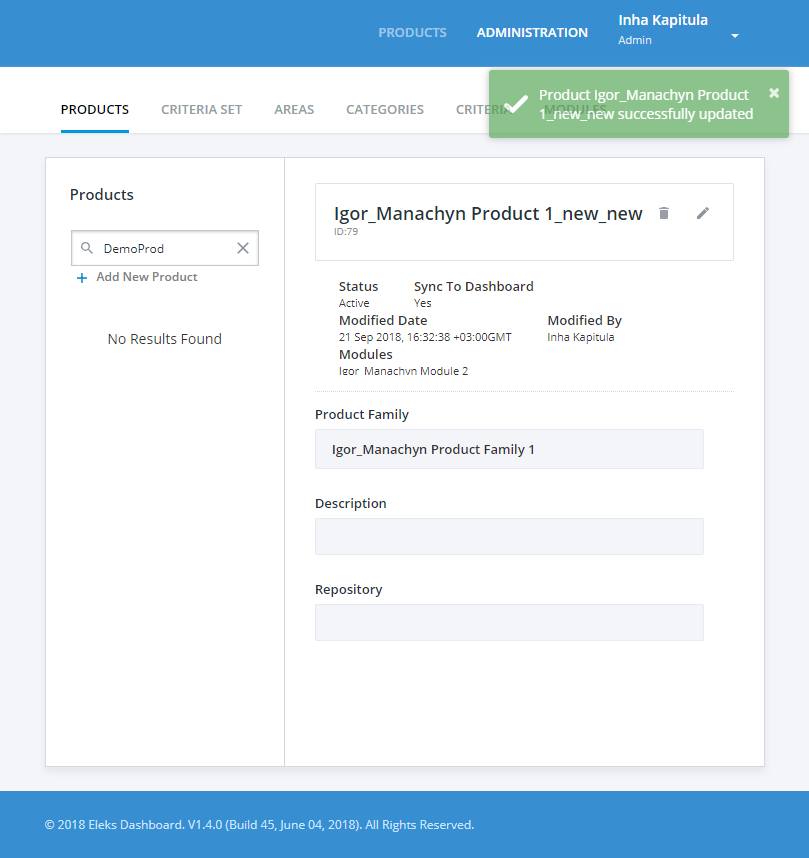 PRODUCTS
ADMINISTRATION
Inha Kapitula
Admin
PRODUCTS
CRITERIA SET
AREAS
CATEGORIES
CRITERIA
MODULES
Product Igor_Manachyn Product
1_new_new successfully updated
Products
DemoProd
Add New Product
No Results Found
Igor_Manachyn Product 1_new_new
ID:79
Status
Sync To Dashboard
Active
Yes
Modified Date
Modified By
21 Sep 2018, 16:32:38 +03:00GMT
Inha Kapitula
Modules
Igor_Manachyn Module 2
Product Family
Igor_Manachyn Product Family 1
Description
Repository
© 2018 Eleks Dashboard. V1.4.0 (Build 45, June 04, 2018). All Rights Reserved.